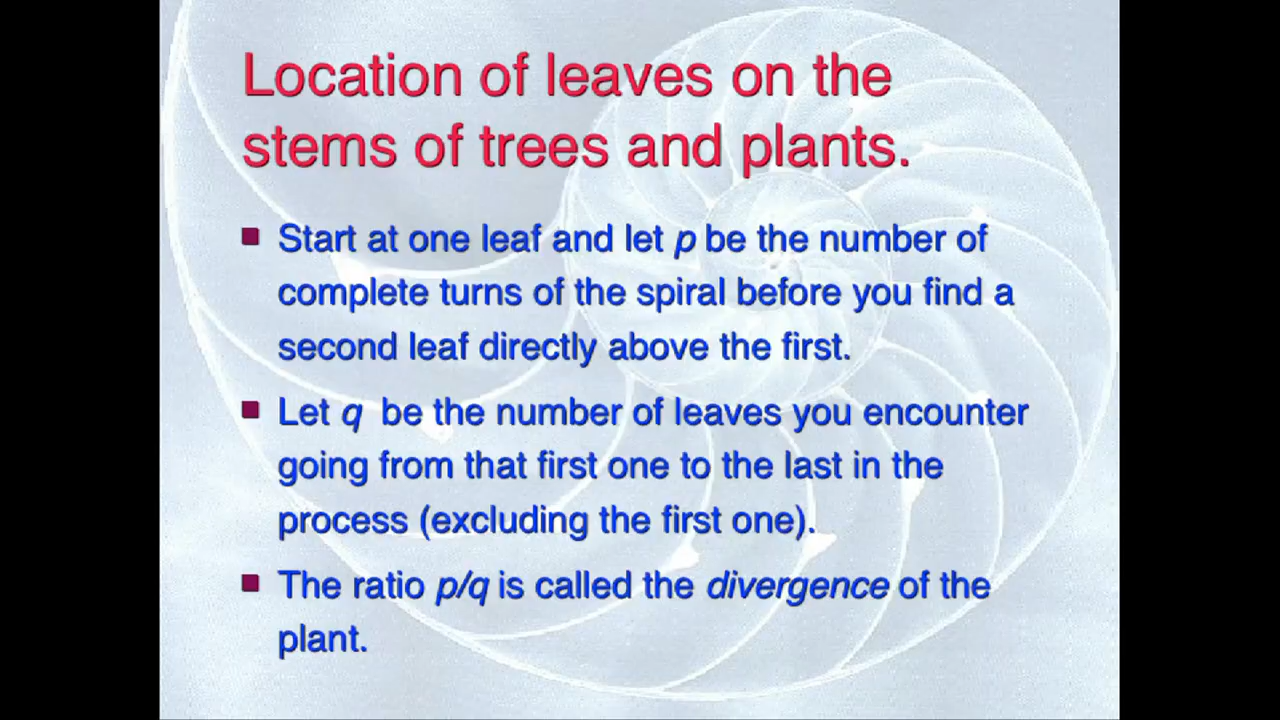 Location of leaves on the
stems of trees and plants.
Start at one leaf and let p be the number of
complete turns of the spiral before you find a
second leaf directly above the first.
Let q be the number of leaves you encounter
going from that first one to the last in the
process (excluding the first one).
The ratio p/q is called the divergence of the
plant.